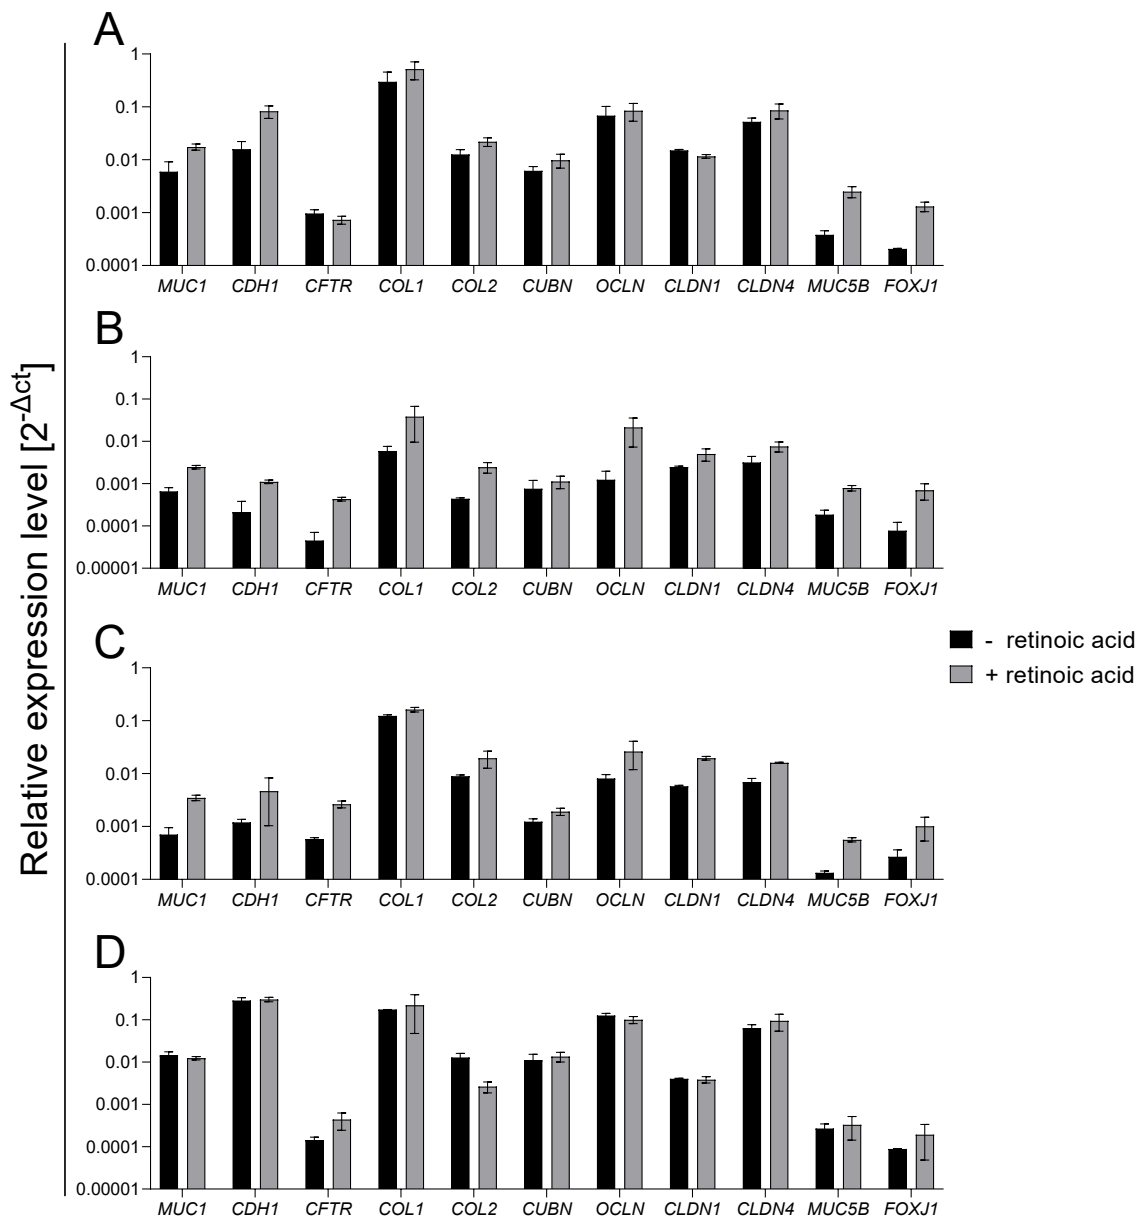 Relative expression level [2^-Δct]
A
1
0.1
0.01
0.001
0.0001
MUC1 CDH1 CFTR COL1 COL2 CUBN OCLN CLDN1 CLDN4 MUC5B FOXJ1
B
1
0.1
0.01
0.001
0.0001
0.00001
MUC1 CDH1 CFTR COL1 COL2 CUBN OCLN CLDN1 CLDN4 MUC5B FOXJ1
- retinoic acid
+ retinoic acid
C
1
0.1
0.01
0.001
0.0001
MUC1 CDH1 CFTR COL1 COL2 CUBN OCLN CLDN1 CLDN4 MUC5B FOXJ1
D
1
0.1
0.01
0.001
0.0001
0.00001
MUC1 CDH1 CFTR COL1 COL2 CUBN OCLN CLDN1 CLDN4 MUC5B FOXJ1